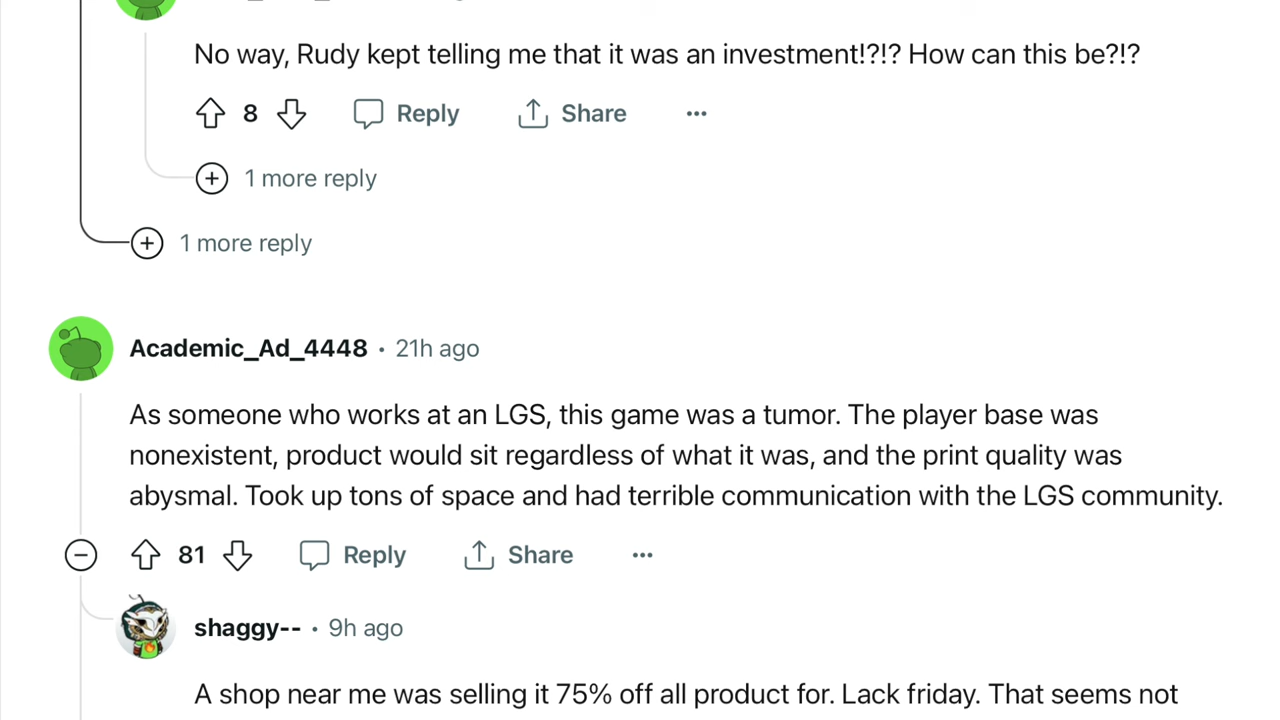 No way, Rudy kept telling me that it was an investment!?!? How can this be?!?
8 Reply Share ...
1 more reply
1 more reply
Academic_Ad_4448 • 21h ago
As someone who works at an LGS, this game was a tumor. The player base was
nonexistent, product would sit regardless of what it was, and the print quality was
abysmal. Took up tons of space and had terrible communication with the LGS community.
81 Reply Share ...
shaggy-- • 9h ago
A shop near me was selling it 75% off all product for. Lack friday. That seems not